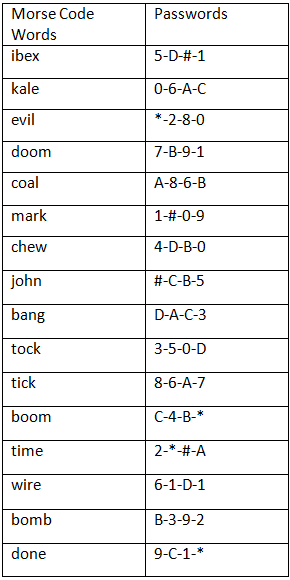 Morse Code Words Passwords
ibex 5-D-#-1
kale 0-6-A-C
evil *-2-8-0
doom 7-B-9-1
coal A-8-6-B
mark 1-#-0-9
chew 4-D-B-0
john #-C-B-5
bang D-A-C-3
tock 3-5-0-D
tick 8-6-A-7
boom C-4-B-*
time 2-*-#-A
wire 6-1-D-1
bomb B-3-9-2
done 9-C-1-*